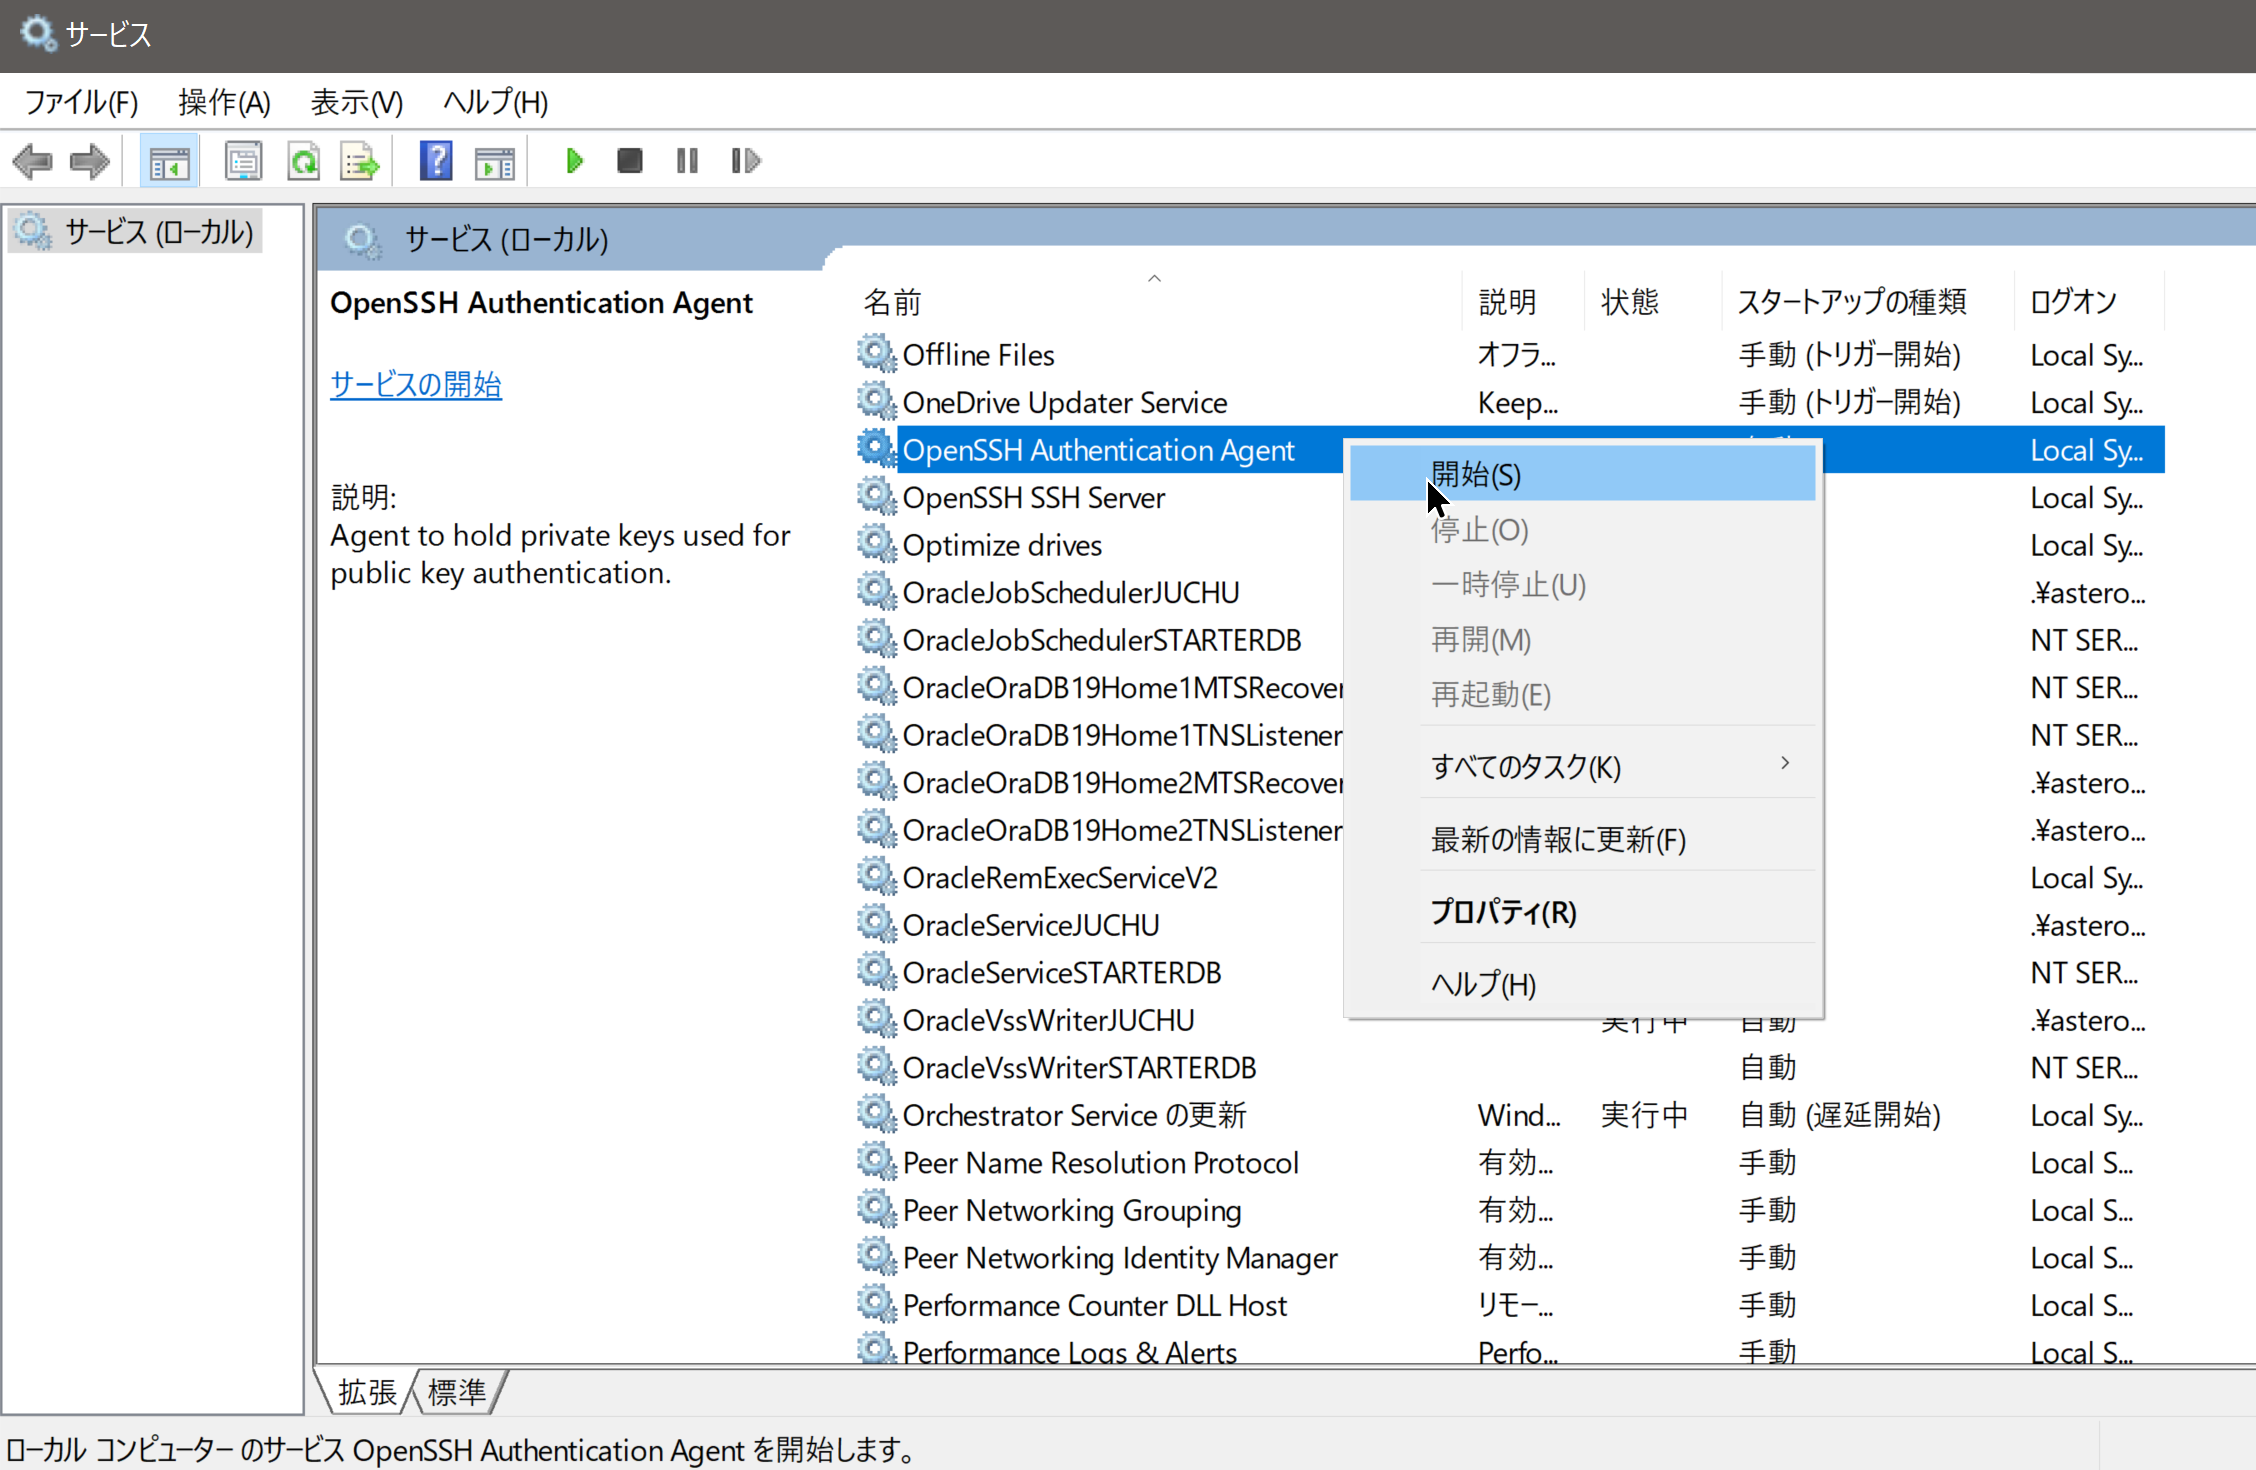 サービス
ファイル(F) 操作(A) 表示(V) ヘルプ(H)
サービス (ローカル)
サービス (ローカル)
OpenSSH Authentication Agent
サービスの開始
説明:
Agent to hold private keys used for
public key authentication.
名前 説明 状態 スタートアップの種類 ログオン
Offline Files オフラ... 手動 (トリガー開始) Local Sy...
OneDrive Updater Service Keep... 手動 (トリガー開始) Local Sy...
OpenSSH Authentication Agent Local Sy...
OpenSSH SSH Server Local Sy...
Optimize drives Local Sy...
OracleJobSchedulerJUCHU .¥astero...
OracleJobSchedulerSTARTERDB NT SER...
OracleOraDB19Home1MTSRecover NT SER...
OracleOraDB19Home1TNSListener NT SER...
OracleOraDB19Home2MTSRecover .¥astero...
OracleOraDB19Home2TNSListener .¥astero...
OracleRemExecServiceV2 Local Sy...
OracleServiceJUCHU .¥astero...
OracleServiceSTARTERDB NT SER...
OracleVssWriterJUCHU 実行中 自動 .¥astero...
OracleVssWriterSTARTERDB 自動 NT SER...
Orchestrator Service の更新 Wind... 実行中 自動 (遅延開始) Local Sy...
Peer Name Resolution Protocol 有効... 手動 Local S...
Peer Networking Grouping 有効... 手動 Local S...
Peer Networking Identity Manager 有効... 手動 Local S...
Performance Counter DLL Host リモー... 手動 Local S...
Performance Logs & Alerts Perfo... 手動 Local S...
開始(S)
停止(O)
一時停止(U)
再開(M)
再起動(E)
すべてのタスク(K)
最新の情報に更新(F)
プロパティ(R)
ヘルプ(H)
拡張 標準
ローカル コンピューター のサービス OpenSSH Authentication Agent を開始します。